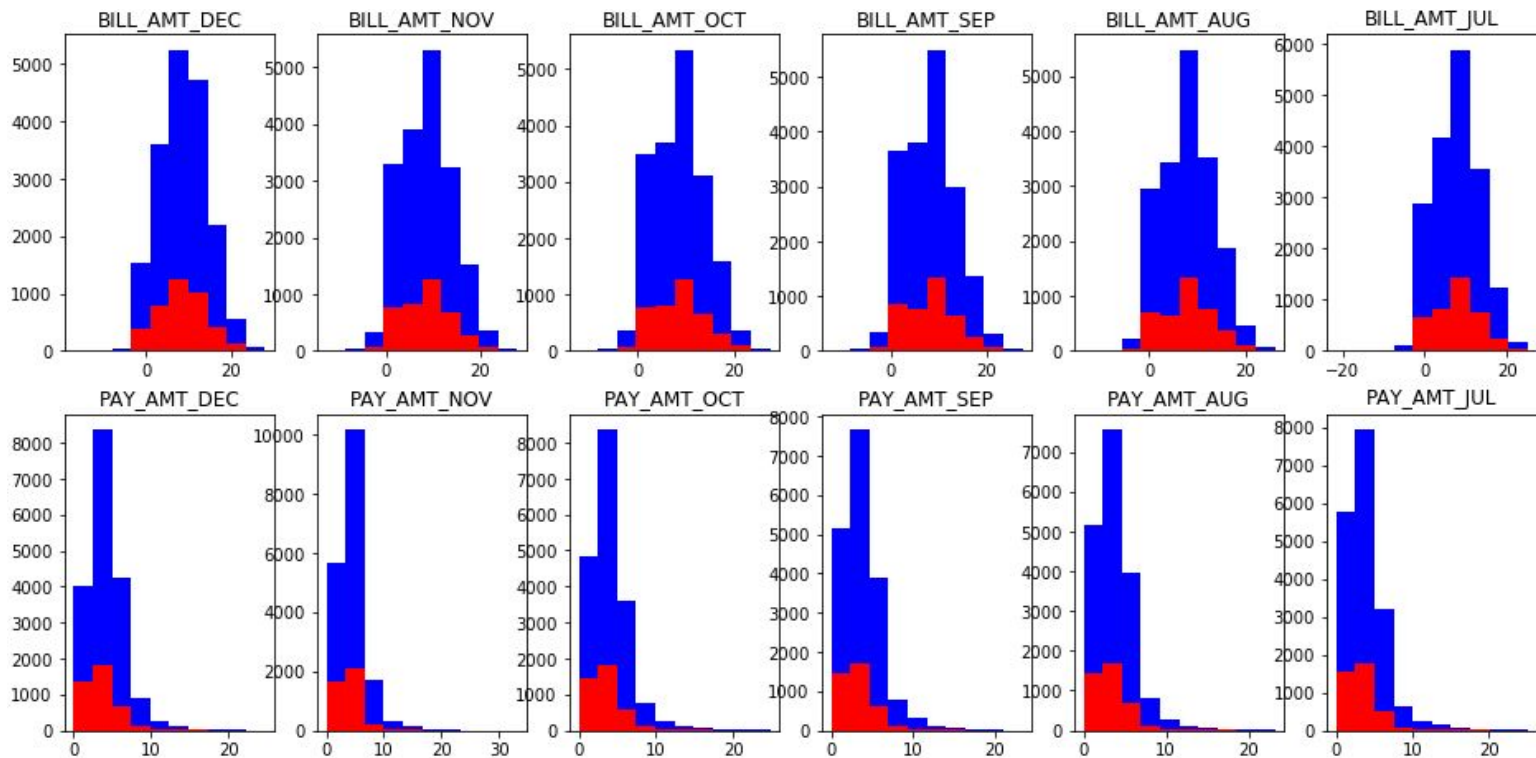 BILL_AMT_DEC BILL_AMT_NOV BILL_AMT_OCT BILL_AMT_SEP BILL_AMT_AUG BILL_AMT_JUL
5000 4000 3000 2000 1000 0
0 20
5000 4000 3000 2000 1000 0
0 20
5000 4000 3000 2000 1000 0
0 20
5000 4000 3000 2000 1000 0
0 20
5000 4000 3000 2000 1000 0
0 20
6000 5000 4000 3000 2000 1000 0
−20 0 20
PAY_AMT_DEC PAY_AMT_NOV PAY_AMT_OCT PAY_AMT_SEP PAY_AMT_AUG PAY_AMT_JUL
8000 7000 6000 5000 4000 3000 2000 1000 0
0 10 20
10000 8000 6000 4000 2000 0
0 10 20 30
8000 7000 6000 5000 4000 3000 2000 1000 0
0 10 20
8000 7000 6000 5000 4000 3000 2000 1000 0
0 10 20
7000 6000 5000 4000 3000 2000 1000 0
0 10 20
8000 7000 6000 5000 4000 3000 2000 1000 0
0 10 20